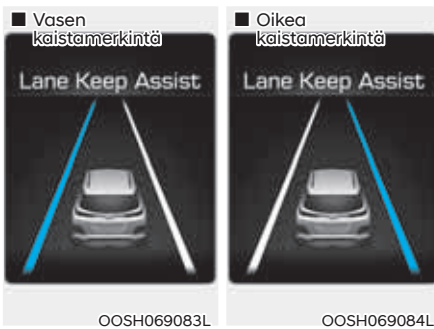 ■ Vasen
kaistamerkintä
Lane Keep Assist
OOSH069083L
■ Oikea
kaistamerkintä
Lane Keep Assist
OOSH069084L